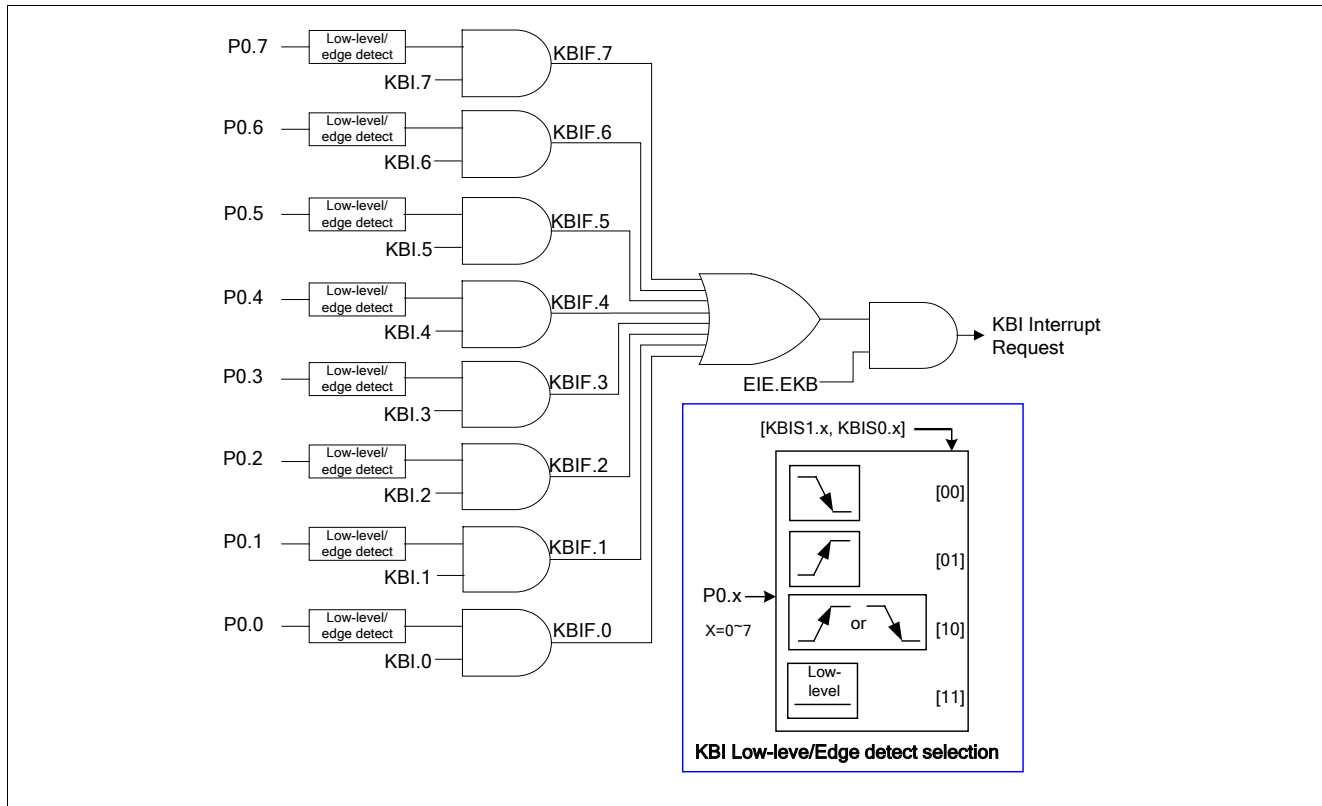 P0.7
Low-level/
edge detect
KBI.7
KBIF.7
P0.6
Low-level/
edge detect
KBI.6
KBIF.6
P0.5
Low-level/
edge detect
KBI.5
KBIF.5
P0.4
Low-level/
edge detect
KBI.4
KBIF.4
P0.3
Low-level/
edge detect
KBI.3
KBIF.3
P0.2
Low-level/
edge detect
KBI.2
KBIF.2
P0.1
Low-level/
edge detect
KBI.1
KBIF.1
P0.0
Low-level/
edge detect
KBI.0
KBIF.0
EIE.EKB
KBI Interrupt
Request
[KBIS1.x, KBIS0.x]
[00]
[01]
P0.x
X=0~7
or
[10]
Low-
level
[11]
KBI Low-leve/Edge detect selection